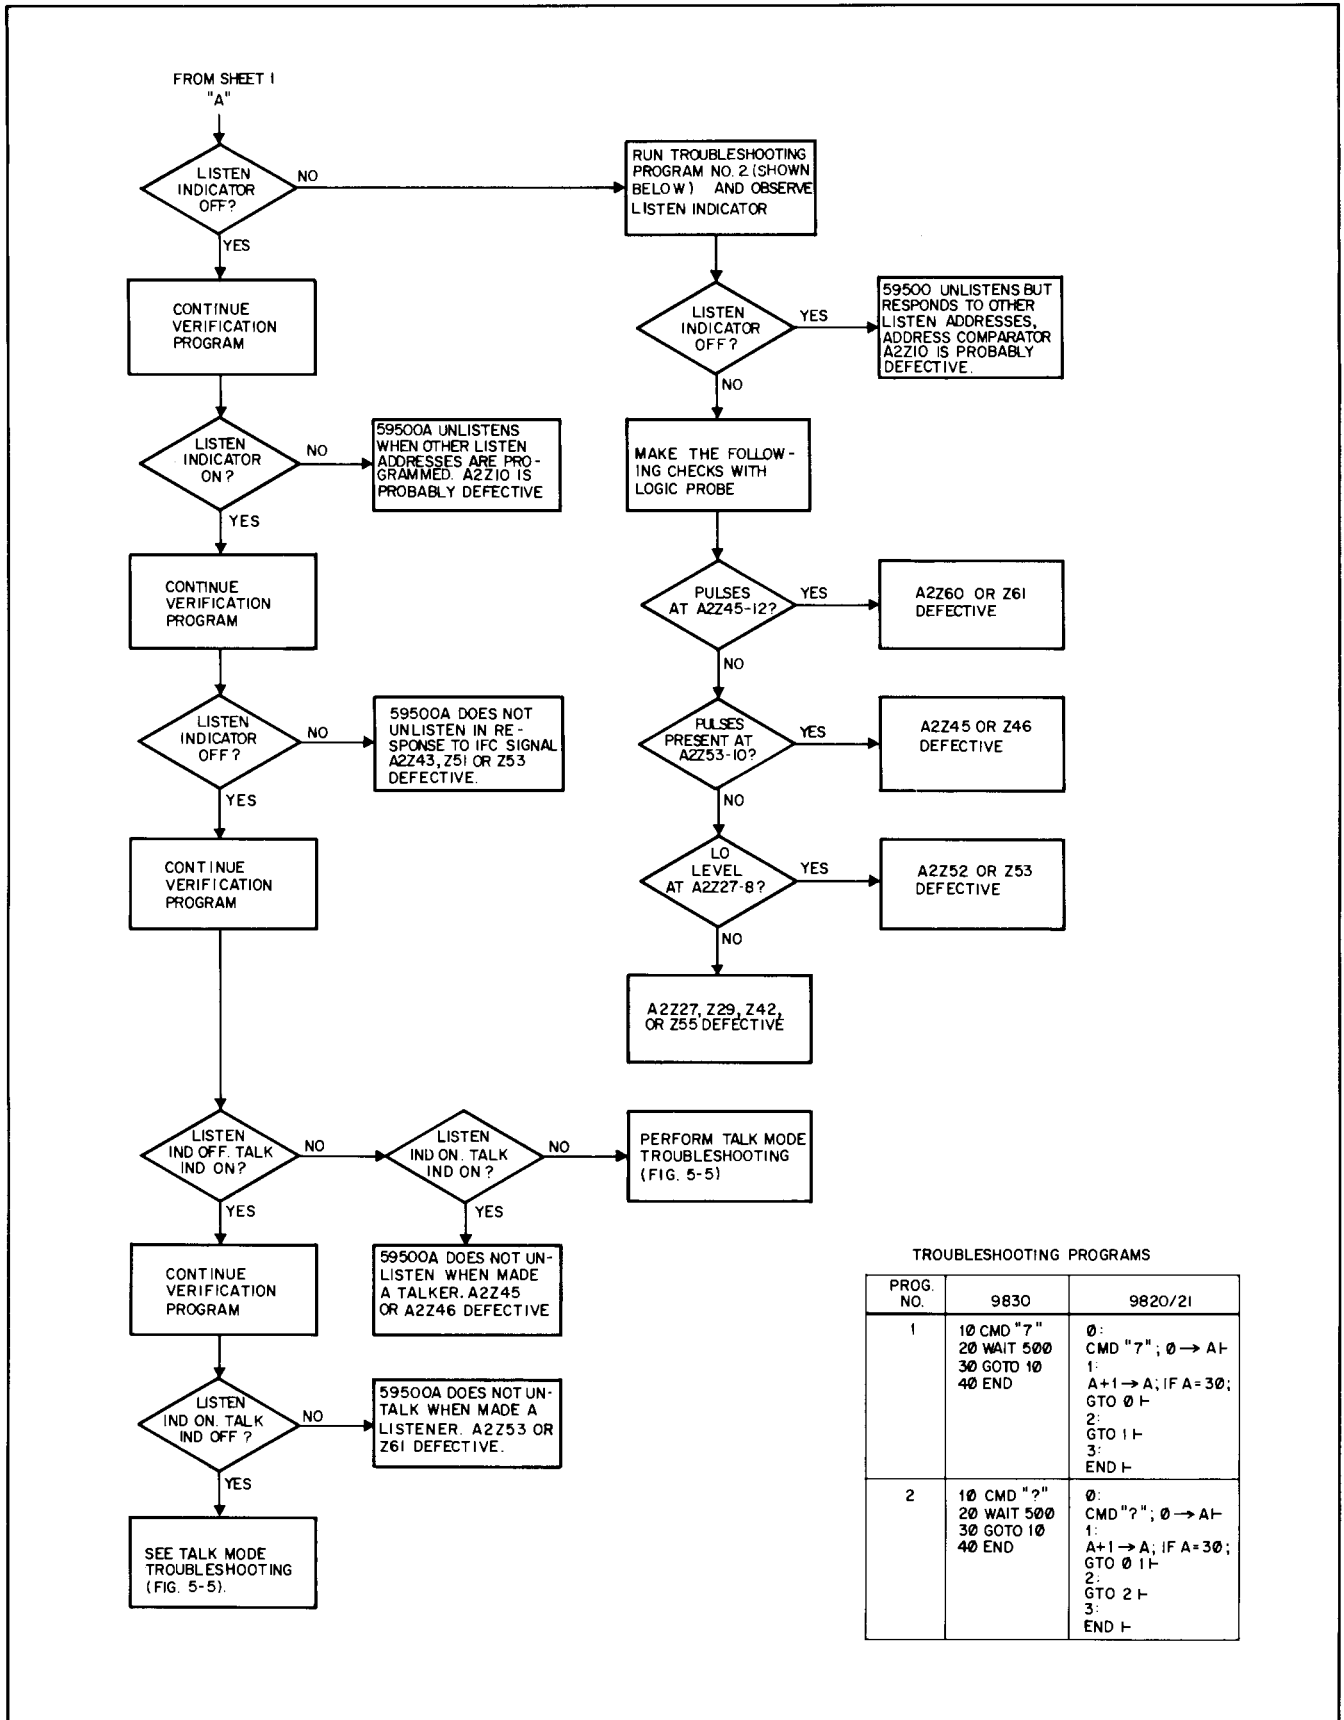 FROM SHEET 1
"A"
LISTEN
INDICATOR
OFF?
NO
YES
RUN TROUBLESHOOTING
PROGRAM NO. 2 (SHOWN
BELOW) AND OBSERVE
LISTEN INDICATOR
CONTINUE
VERIFICATION
PROGRAM
LISTEN
INDICATOR
OFF?
YES
NO
59500 UNLISTENS BUT
RESPONDS TO OTHER
LISTEN ADDRESSES,
ADDRESS COMPARATOR
A2Z10 IS PROBABLY
DEFECTIVE.
LISTEN
INDICATOR
ON?
NO
YES
59500A UNLISTENS
WHEN OTHER LISTEN
ADDRESSES ARE PRO-
GRAMMED. A2Z10 IS
PROBABLY DEFECTIVE
MAKE THE FOLLOW-
ING CHECKS WITH
LOGIC PROBE
CONTINUE
VERIFICATION
PROGRAM
PULSES
AT A2Z45-12?
YES
NO
A2Z60 OR Z61
DEFECTIVE
LISTEN
INDICATOR
OFF?
NO
YES
59500A DOES NOT
UNLISTEN IN RE-
SPONSE TO IFC SIGNAL
A2Z43, Z51 OR Z53
DEFECTIVE.
PULSES
PRESENT AT
A2Z53-10?
YES
NO
A2Z45 OR Z46
DEFECTIVE
CONTINUE
VERIFICATION
PROGRAM
LO
LEVEL
AT A2Z27-8?
YES
NO
A2Z52 OR Z53
DEFECTIVE
A2Z27, Z29, Z42,
OR Z55 DEFECTIVE
LISTEN
IND OFF. TALK
IND ON?
NO
YES
LISTEN
IND ON. TALK
IND ON?
NO
YES
PERFORM TALK MODE
TROUBLESHOOTING
(FIG. 5-5)
CONTINUE
VERIFICATION
PROGRAM
59500A DOES NOT UN-
LISTEN WHEN MADE
A TALKER. A2Z45
OR A2Z46 DEFECTIVE
LISTEN
IND ON. TALK
IND OFF?
NO
YES
59500A DOES NOT UN-
TALK WHEN MADE A
LISTENER. A2Z53 OR
Z61 DEFECTIVE.
SEE TALK MODE
TROUBLESHOOTING
(FIG. 5-5).
TROUBLESHOOTING PROGRAMS
PROG. NO. 9830 9820/21
1
10 CMD "7"
20 WAIT 500
30 GOTO 10
40 END
0:
CMD "7"; 0 → A⊢
1:
A+1 → A; IF A=30;
GTO 0 ⊢
2:
GTO 1 ⊢
3:
END ⊢
2
10 CMD "?"
20 WAIT 500
30 GOTO 10
40 END
0:
CMD "?"; 0 → A⊢
1:
A+1 → A; IF A=30;
GTO 0 1⊢
2:
GTO 2 ⊢
3:
END ⊢